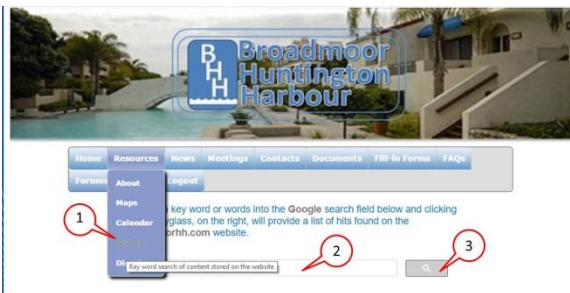 B
H
H
Broadmoor
Huntington
Harbour
Home Resources News Meetings Contacts Documents Fill-in Forms FAQs
Forums Logout
About
Maps
Calendar
Search
key word or words into the Google search field below and clicking
glass, on the right, will provide a list of hits found on the
orhh.com website.
Key word search of content stored on the website
1
2
3